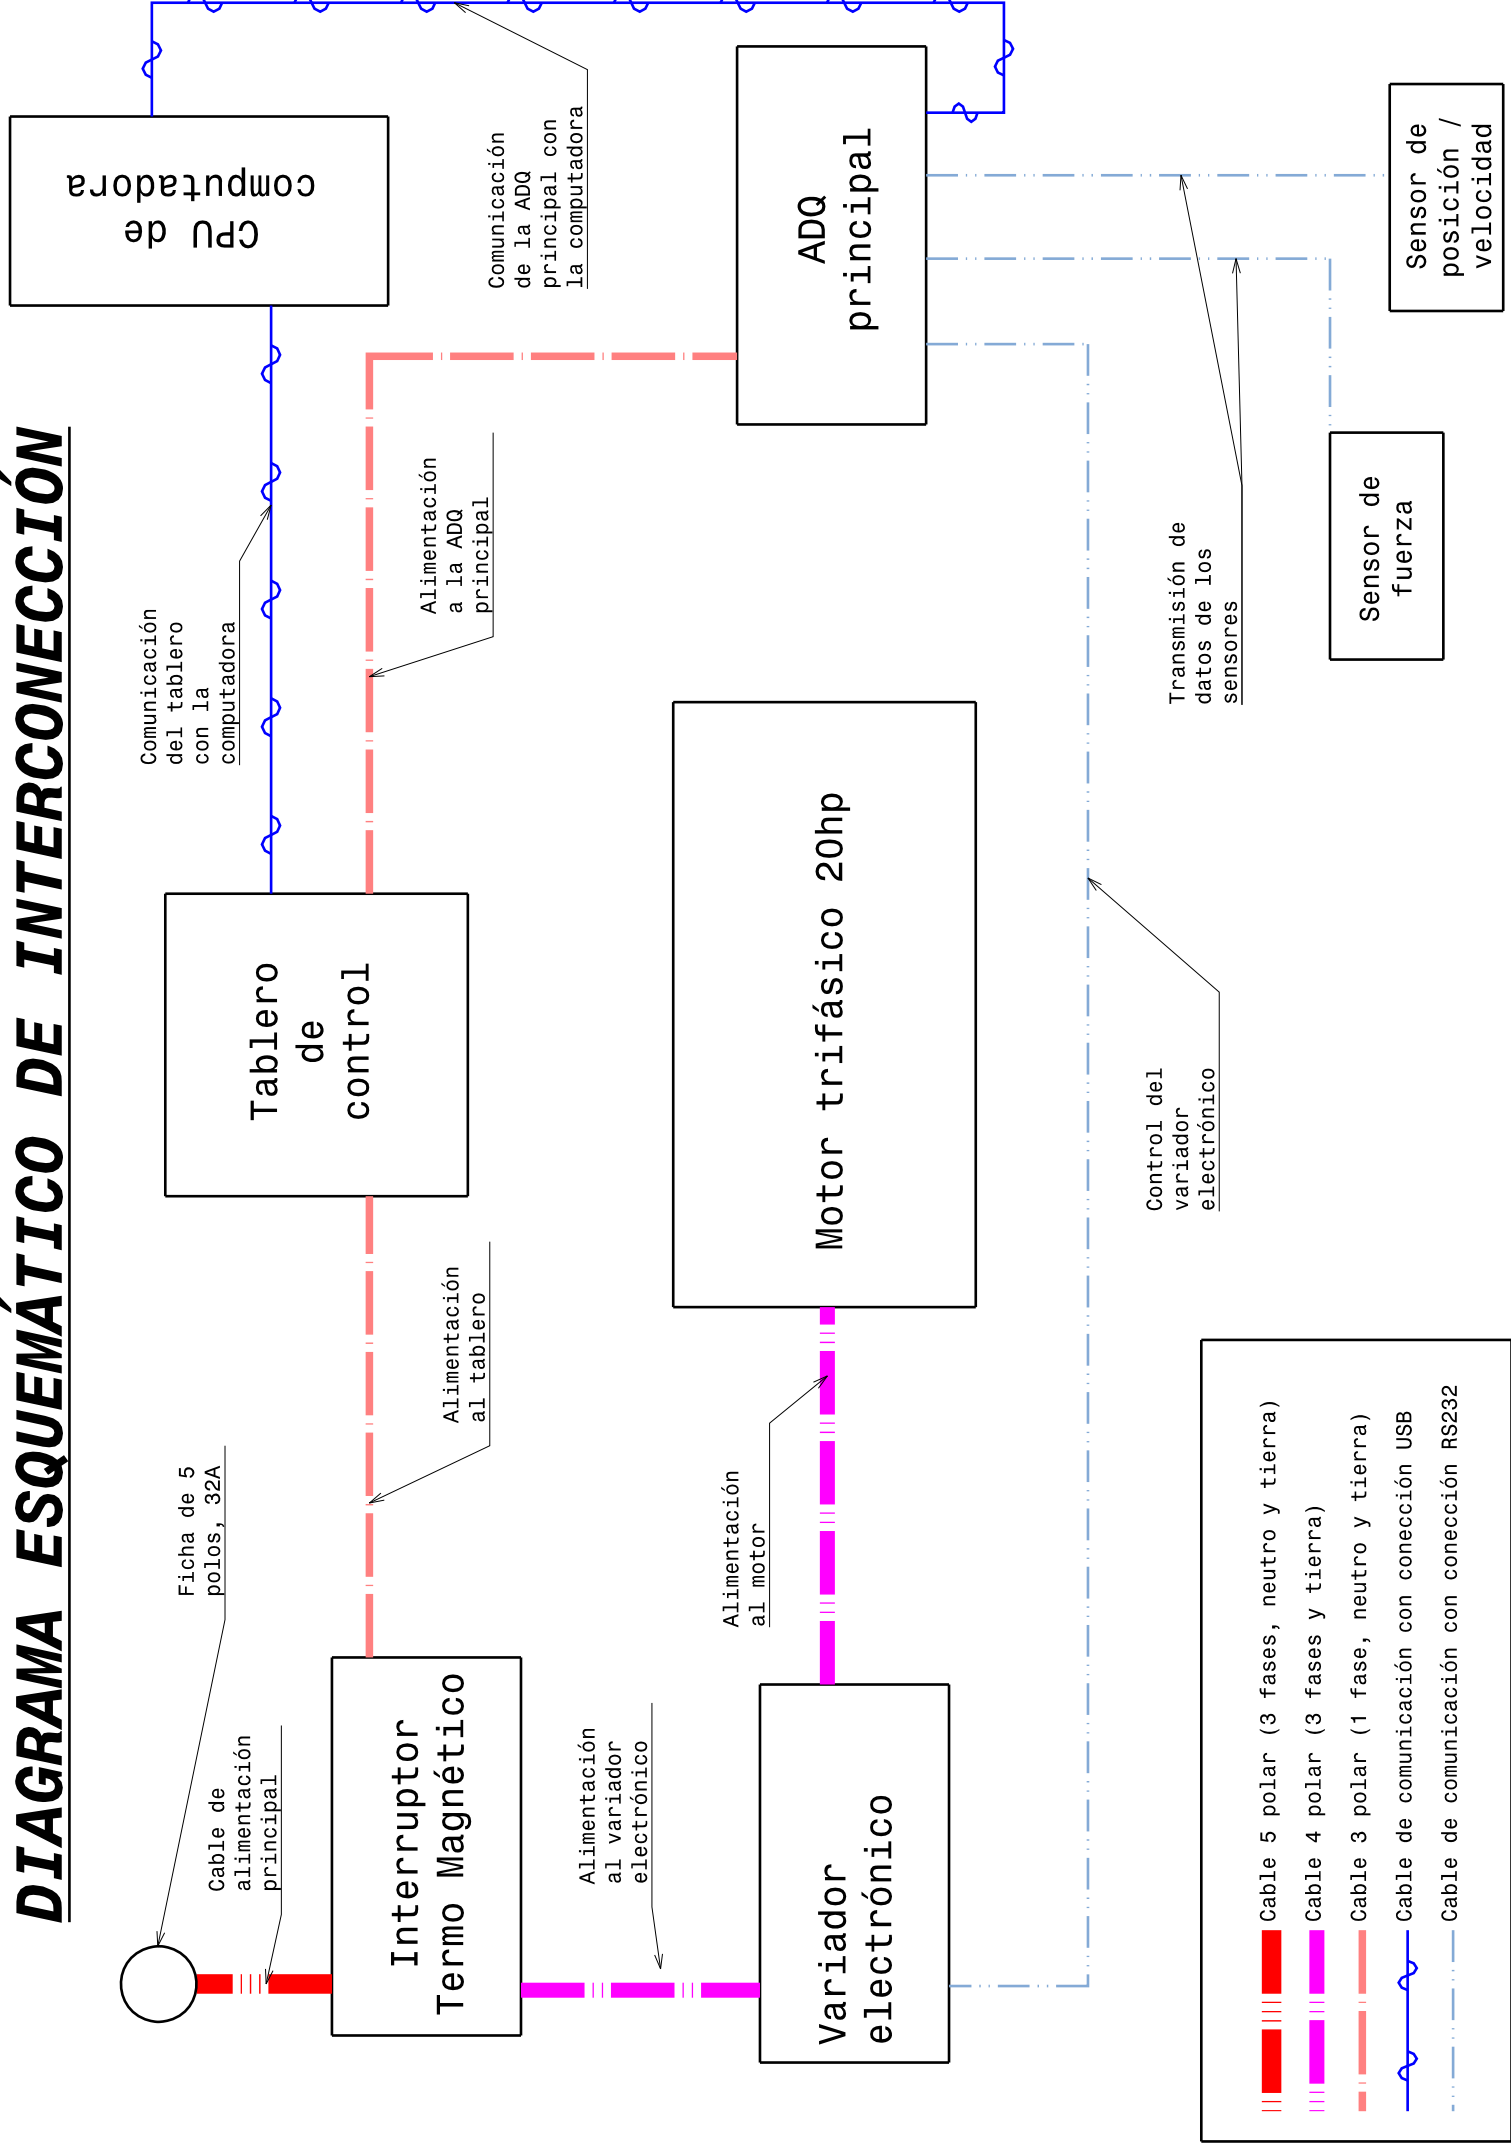 DIAGRAMA ESQUEMÁTICO DE INTERCONECCIÓN
Ficha de 5
polos, 32A
Cable de
alimentación
principal
Interruptor
Termo Magnético
Alimentación
al tablero
Tablero
de
control
Comunicación
del tablero
con la
computadora
CPU de
computadora
Alimentación
a la ADQ
principal
Comunicación
de la ADQ
principal con
la computadora
ADQ
principal
Alimentación
al variador
electrónico
Variador
electrónico
Alimentación
al motor
Motor trifásico 20hp
Control del
variador
electrónico
Transmisión de
datos de los
sensores
Sensor de
fuerza
Sensor de
posición /
velocidad
Cable 5 polar (3 fases, neutro y tierra)
Cable 4 polar (3 fases y tierra)
Cable 3 polar (1 fase, neutro y tierra)
Cable de comunicación con conección USB
Cable de comunicación con conección RS232